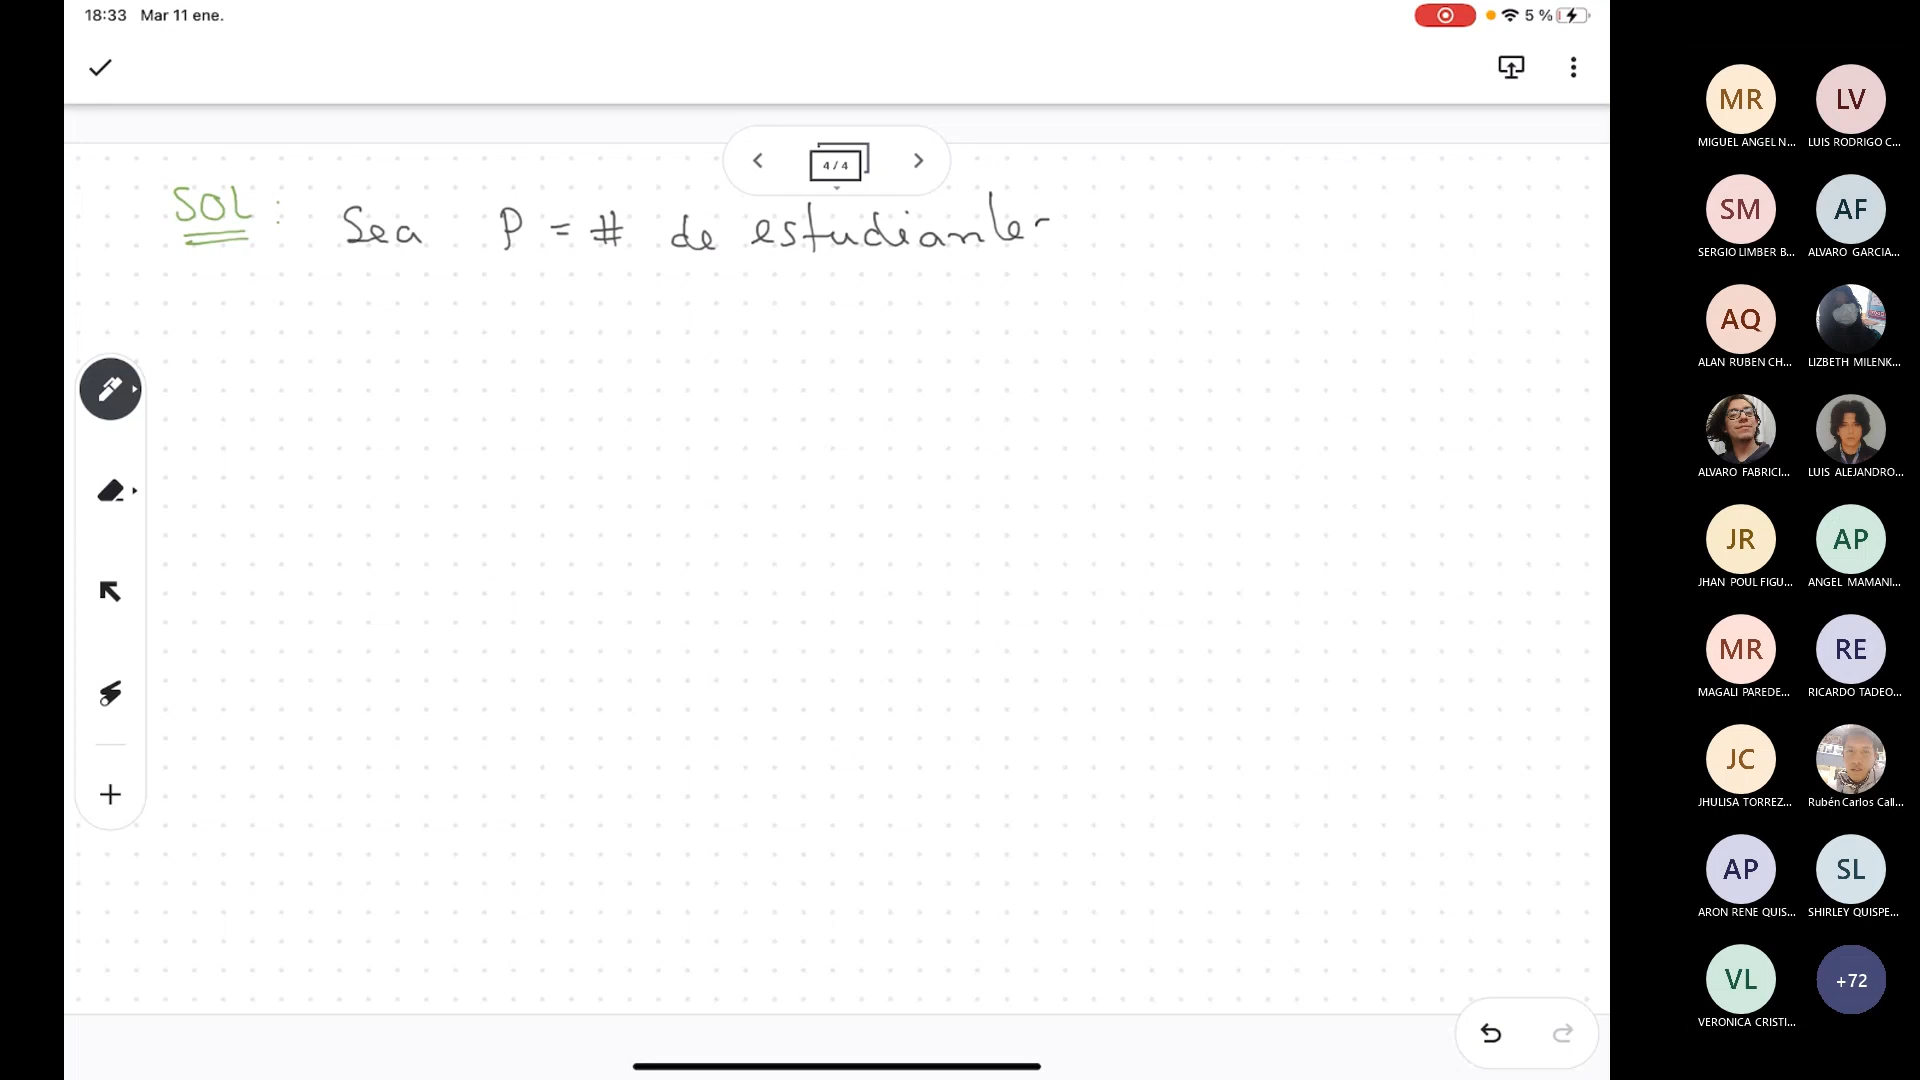 18:33 Mar 11 ene.
5 %
4 / 4
SOL : Sea P = # de estudiantes
MR LV
MIGUEL ANGEL N... LUIS RODRIGO C...
SM AF
SERGIO LIMBER B... ALVARO GARCIA...
AQ
ALAN RUBEN CH... LIZBETH MILENK...
ALVARO FABRICI... LUIS ALEJANDRO...
JR AP
JHAN POUL FIGU... ANGEL MAMANI...
MR RE
MAGALI PAREDE... RICARDO TADEO...
JC
JHULISA TORREZ... Rubén Carlos Call...
AP SL
ARON RENE QUIS... SHIRLEY QUISPE...
VL +72
VERONICA CRISTI...